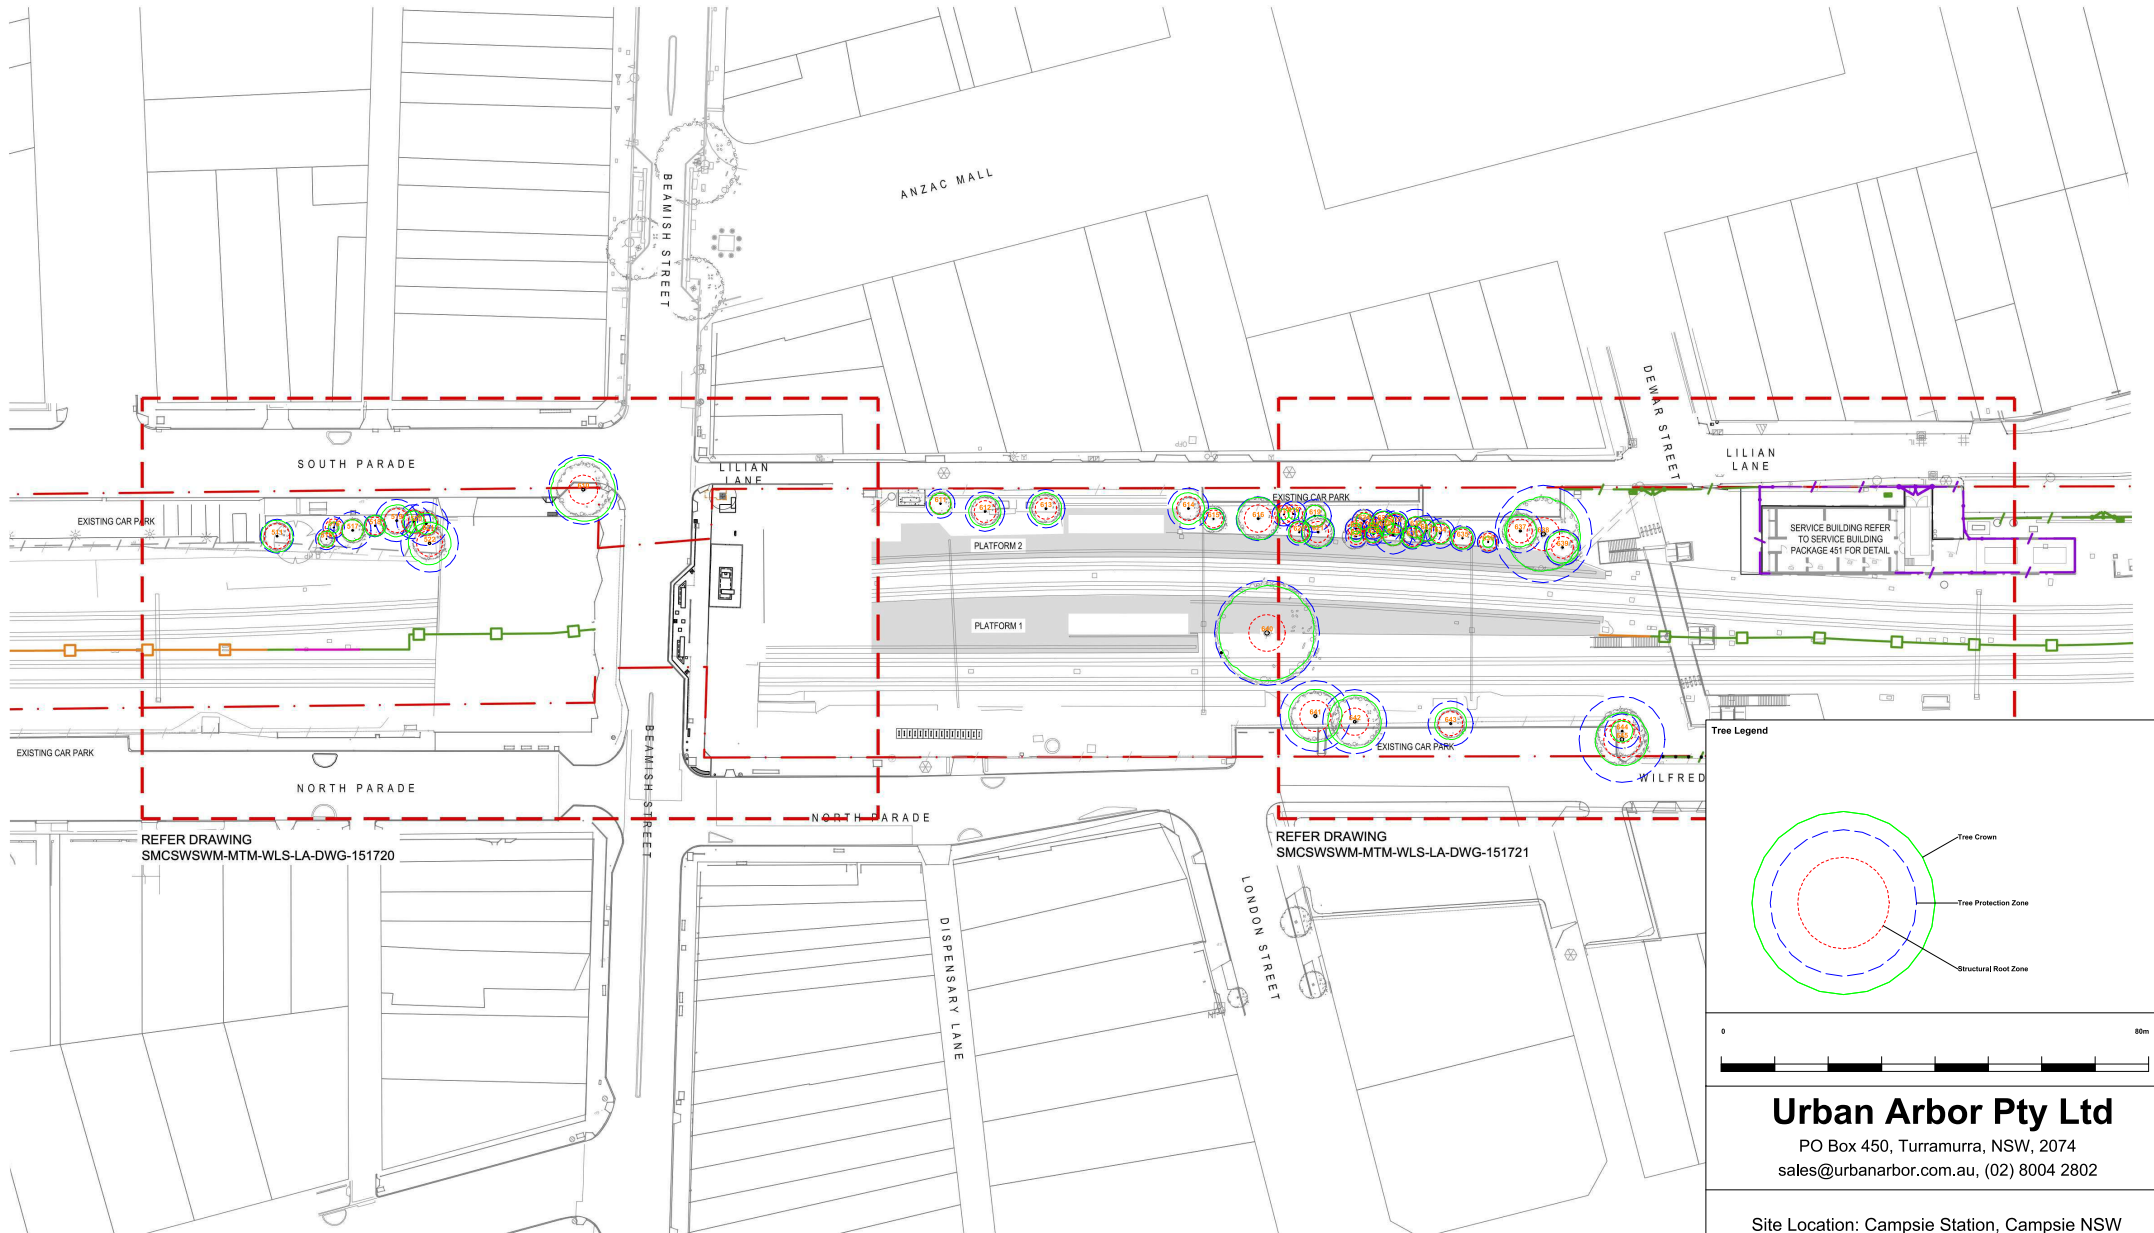 ANZAC MALL
BEAMISH STREET
DEWAR STREET
SOUTH PARADE
LILIAN
LANE
LILIAN
LANE
EXISTING CAR PARK
EXISTING CAR PARK
PLATFORM 2
SERVICE BUILDING REFER
TO SERVICE BUILDING
PACKAGE 451 FOR DETAIL
PLATFORM 1
640
641
643
637
EXISTING CAR PARK
EXISTING CAR PARK
BEAMISH STREET
NORTH PARADE
NORTH PARADE
WILFRED
REFER DRAWING
SMCSWSWM-MTM-WLS-LA-DWG-151720
REFER DRAWING
SMCSWSWM-MTM-WLS-LA-DWG-151721
DISPENSARY LANE
LONDON STREET
Tree Legend
Tree Crown
Tree Protection Zone
Structural Root Zone
0
80m
Urban Arbor Pty Ltd
PO Box 450, Turramurra, NSW, 2074
sales@urbanarbor.com.au, (02) 8004 2802
Site Location: Campsie Station, Campsie NSW